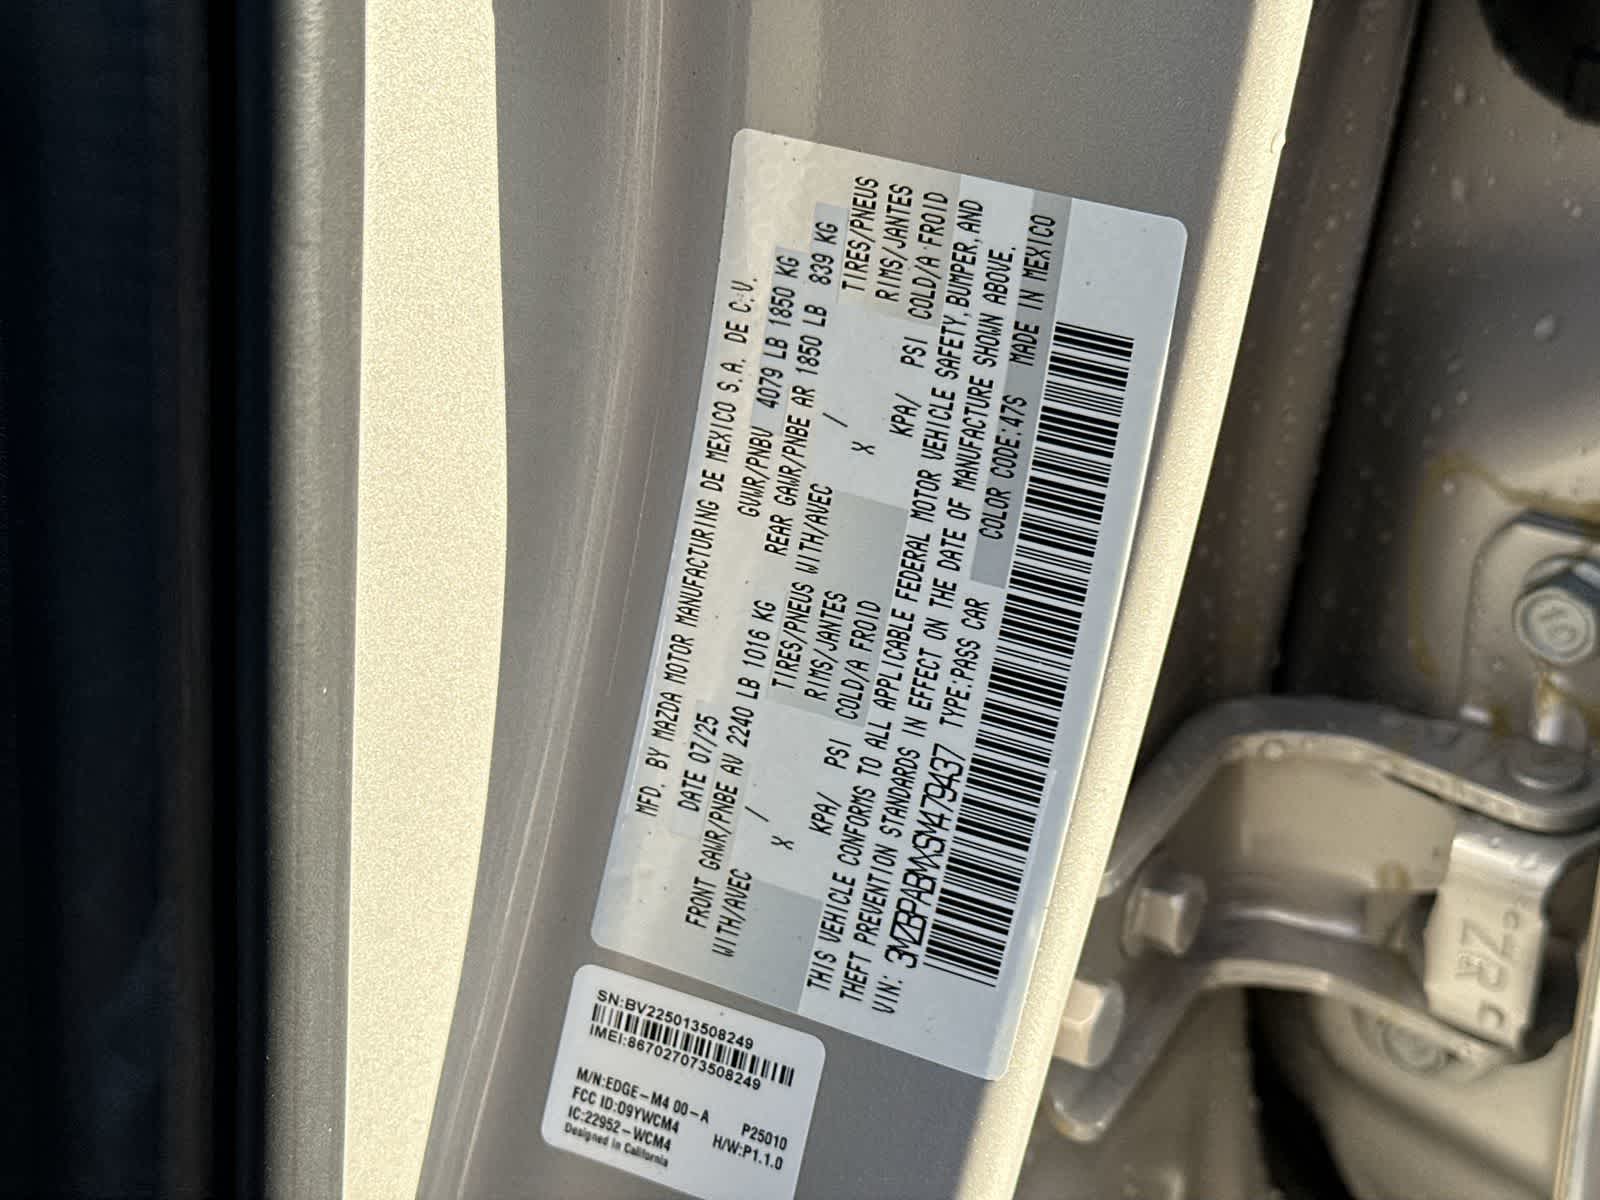 MFD. BY MAZDA MOTOR MANUFACTURING DE MEXICO S.A. DE C.V.
DATE 07/25 GVWR/PNBV 4079 LB 1850 KG
FRONT GAWR/PNBE AV 2240 LB 1016 KG REAR GAWR/PNBE AR 1850 LB 839 KG
WITH/AVEC TIRES/PNEUS WITH/AVEC TIRES/PNEUS
X / RIMS/JANTES X / RIMS/JANTES
KPA/ PSI COLD/A FROID KPA/ PSI COLD/A FROID
THIS VEHICLE CONFORMS TO ALL APPLICABLE FEDERAL MOTOR VEHICLE SAFETY,BUMPER,AND
THEFT PREVENTION STANDARDS IN EFFECT ON THE DATE OF MANUFACTURE SHOWN ABOVE.
VIN: 3MZBPABMXSM479437 TYPE:PASS CAR COLOR CODE:47S MADE IN MEXICO
SN:BV225013508249
IMEI:867027073508249
M/N:EDGE-M4 00-A P25010
FCC ID:O9YWCM4 H/W:P1.1.0
IC:22952-WCM4
Designed in California
10